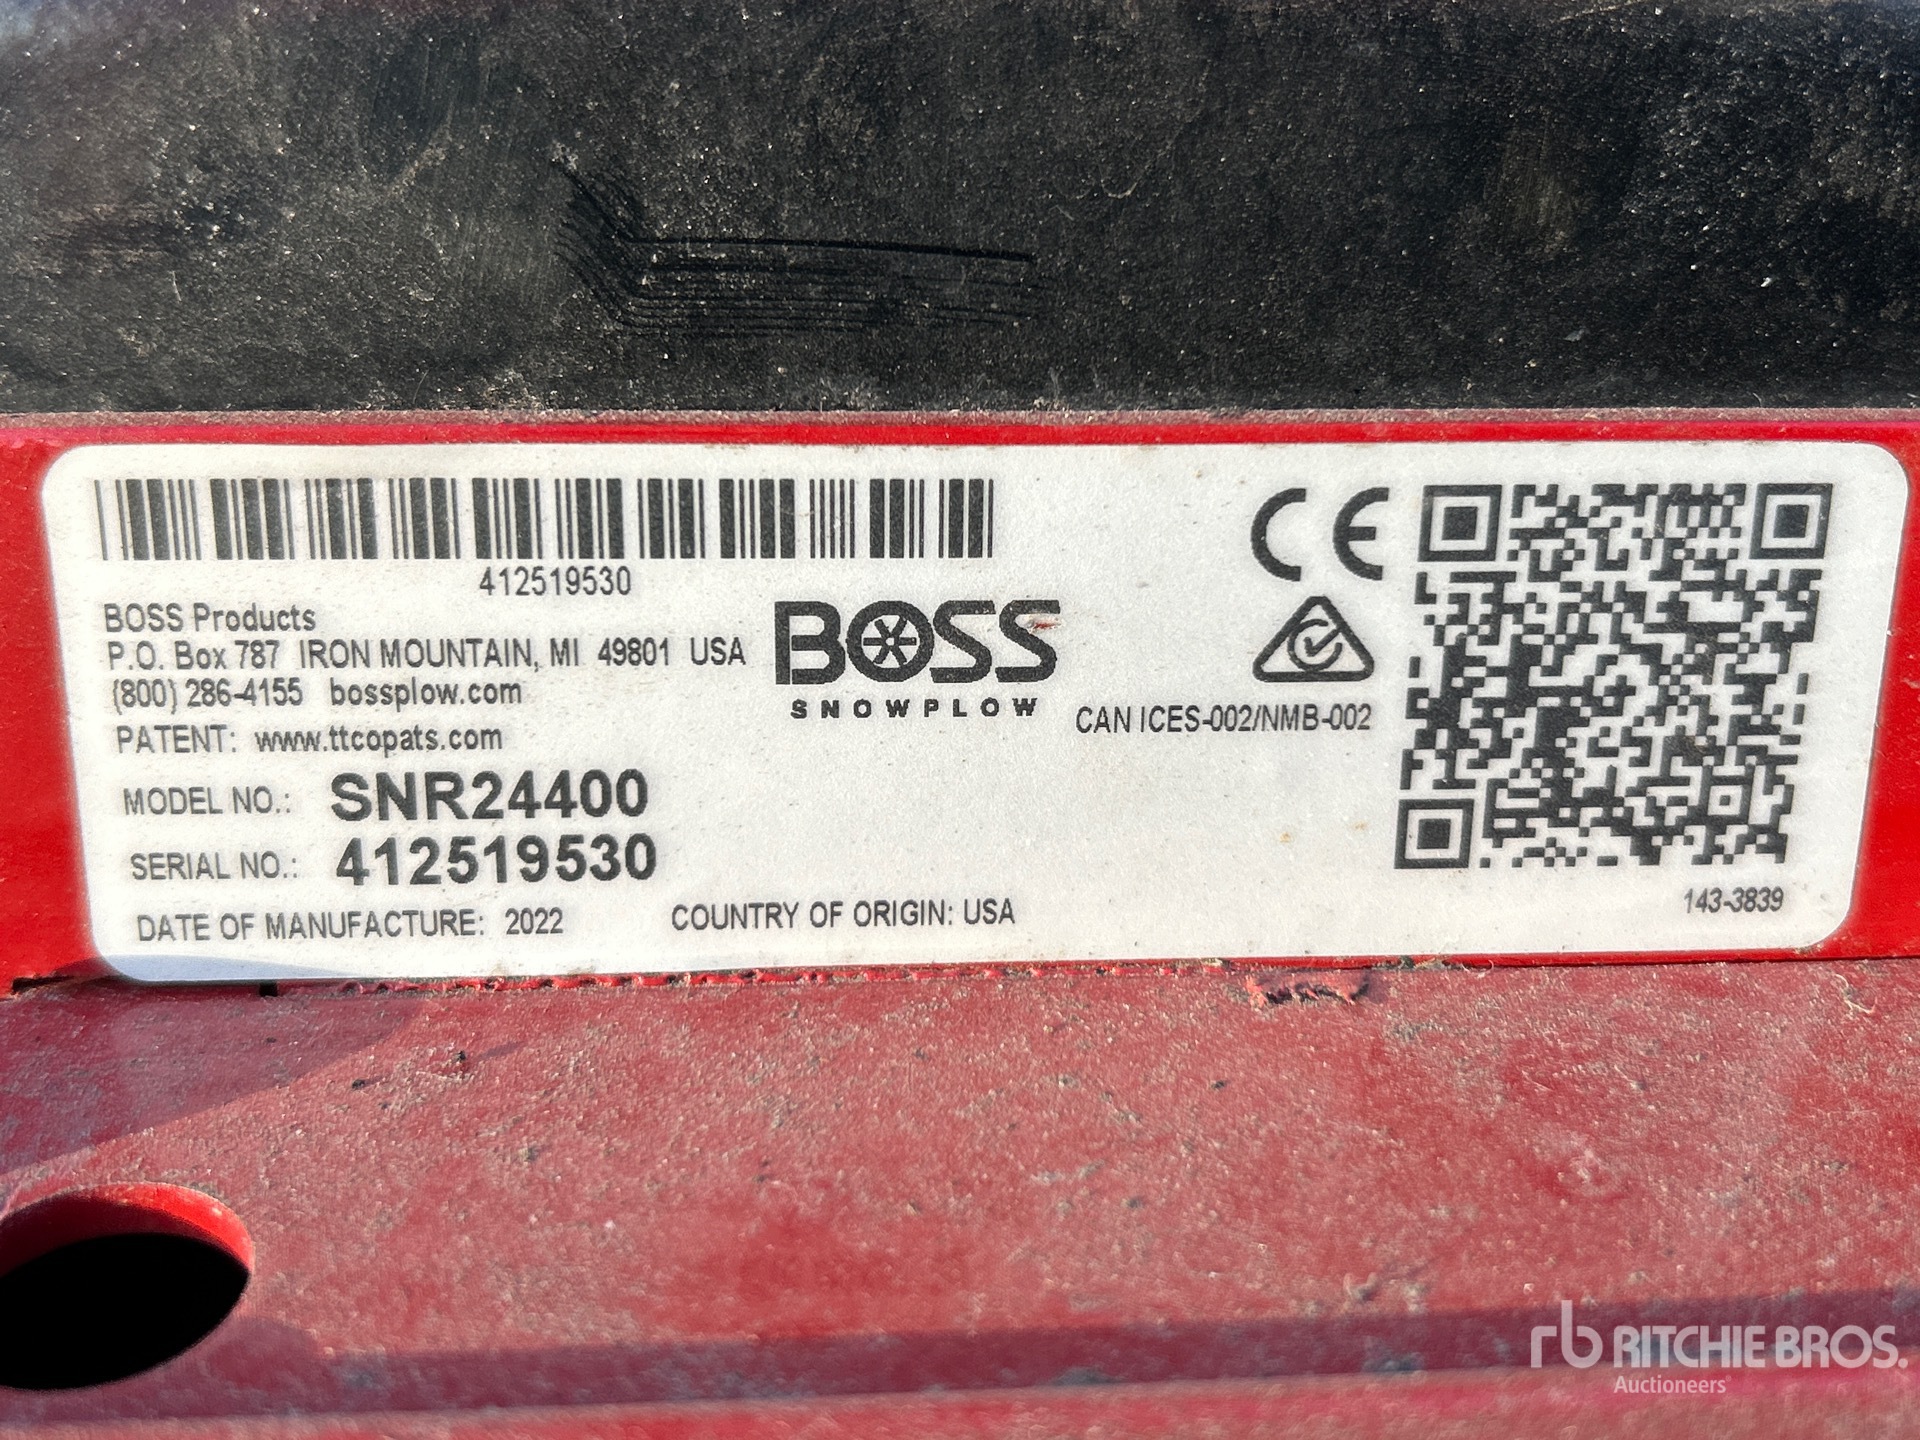 412519530
BOSS Products
P.O. Box 787 IRON MOUNTAIN, MI 49801 USA
(800) 286-4155 bossplow.com
PATENT: www.ttcopats.com
MODEL NO.: SNR24400
SERIAL NO.: 412519530
DATE OF MANUFACTURE: 2022 COUNTRY OF ORIGIN: USA
BOSS
SNOWPLOW
CE
CAN ICES-002/NMB-002
143-3839
rb RITCHIE BROS.
Auctioneers